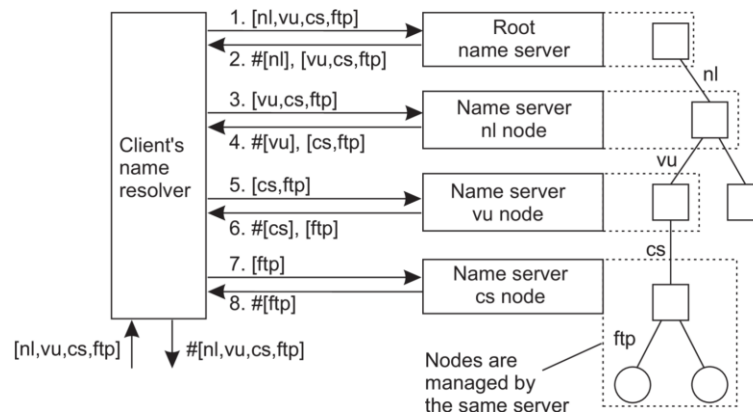 1. [nl,vu,cs,ftp]
2. #[nl], [vu,cs,ftp]
Root
name server
nl
3. [vu,cs,ftp]
4. #[vu], [cs,ftp]
Name server
nl node
Client's
name
resolver
vu
5. [cs,ftp]
6. #[cs], [ftp]
Name server
vu node
cs
7. [ftp]
8. #[ftp]
Name server
cs node
ftp
[nl,vu,cs,ftp]
#[nl,vu,cs,ftp]
Nodes are
managed by
the same server